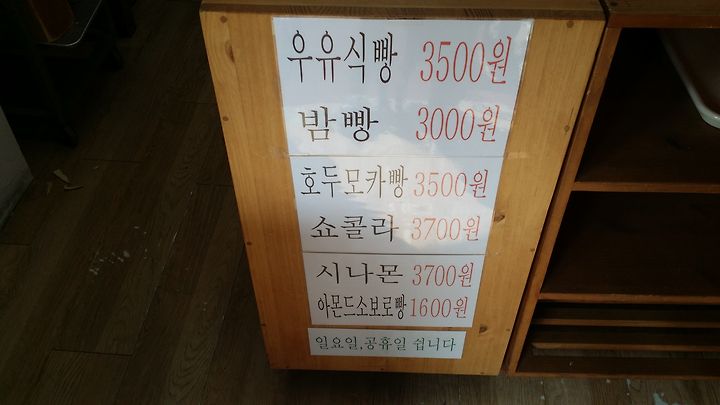 우유식빵 3500원
밤빵 3000원
호두모카빵 3500원
쇼콜라 3700원
시나몬 3700원
아몬드소보로빵 1600원
일요일,공휴일 쉽니다